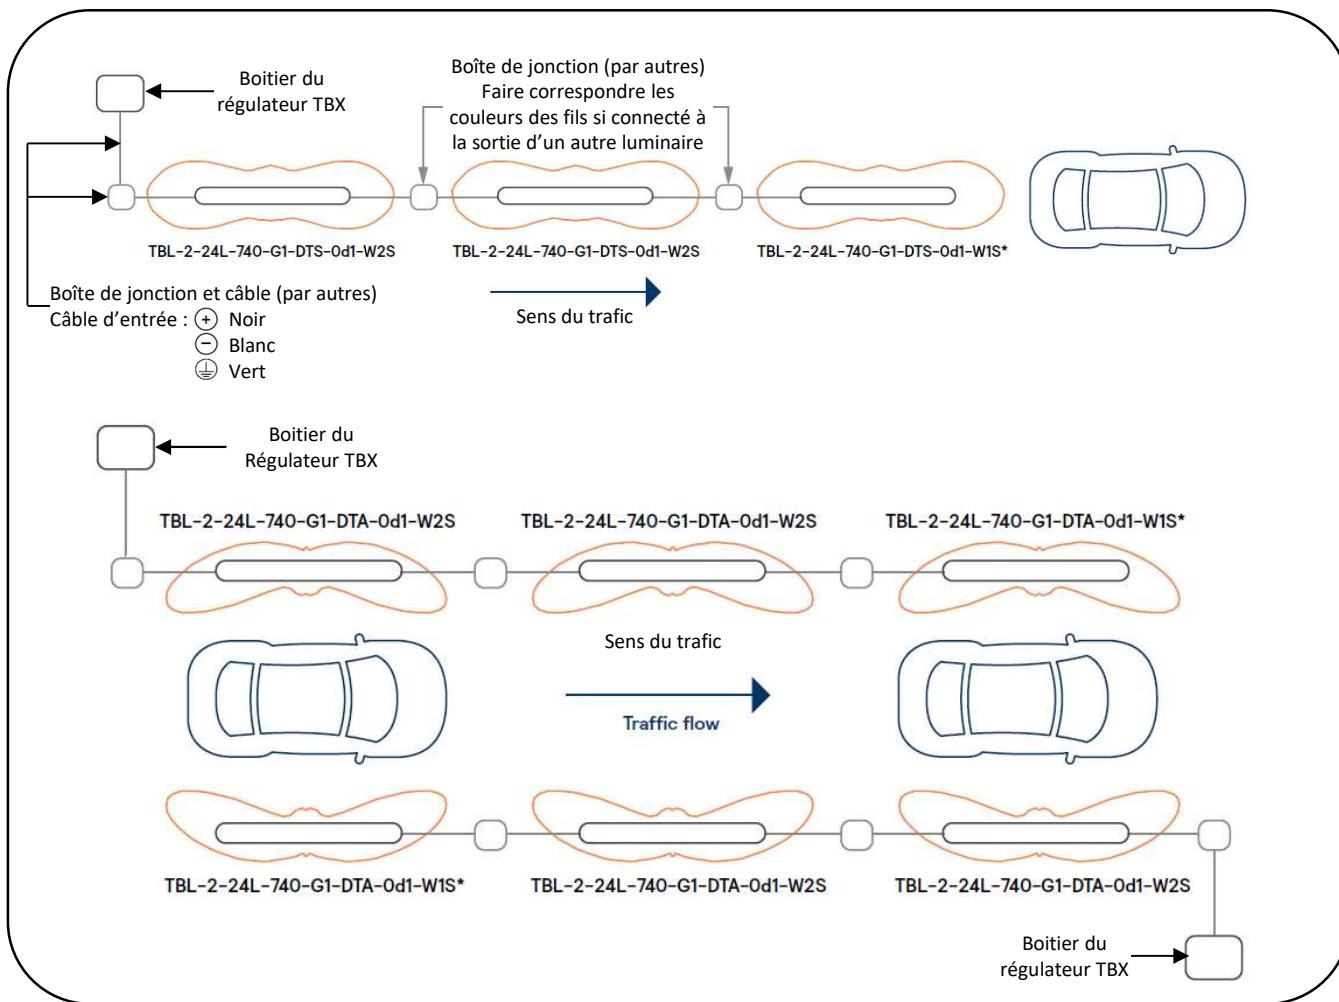 Boitier du
régulateur TBX
Boîte de jonction (par autres)
Faire correspondre les
couleurs des fils si connecté à
la sortie d’un autre luminaire
TBL-2-24L-740-G1-DTS-0d1-W2S
TBL-2-24L-740-G1-DTS-0d1-W2S
TBL-2-24L-740-G1-DTS-0d1-W1S*
Boîte de jonction et câble (par autres)
Câble d’entrée : + Noir
− Blanc
⏚ Vert
Sens du trafic
Boitier du
Régulateur TBX
TBL-2-24L-740-G1-DTA-0d1-W2S
TBL-2-24L-740-G1-DTA-0d1-W2S
TBL-2-24L-740-G1-DTA-0d1-W1S*
Sens du trafic
Traffic flow
TBL-2-24L-740-G1-DTA-0d1-W1S*
TBL-2-24L-740-G1-DTA-0d1-W2S
TBL-2-24L-740-G1-DTA-0d1-W2S
Boitier du
régulateur TBX